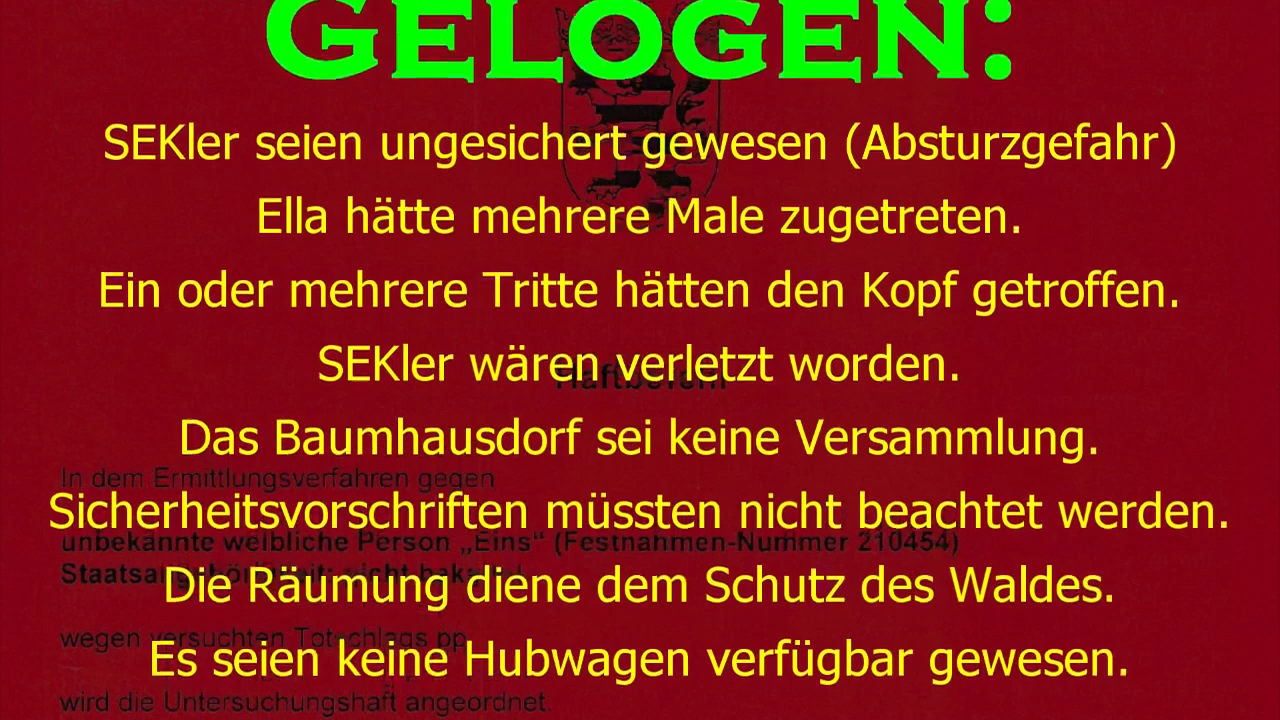 GELOGEN:
SEKler seien ungesichert gewesen (Absturzgefahr)
Ella hätte mehrere Male zugetreten.
Ein oder mehrere Tritte hätten den Kopf getroffen.
SEKler wären verletzt worden.
Haftbefehl
Das Baumhausdorf sei keine Versammlung.
In dem Ermittlungsverfahren gegen
Sicherheitsvorschriften müssten nicht beachtet werden.
unbekannte weibliche Person „Eins“ (Festnahmen-Nummer 210454)
Die Räumung diene dem Schutz des Waldes.
wegen versuchten Totschlags pp.
Es seien keine Hubwagen verfügbar gewesen.
wird die Untersuchungshaft angeordnet.